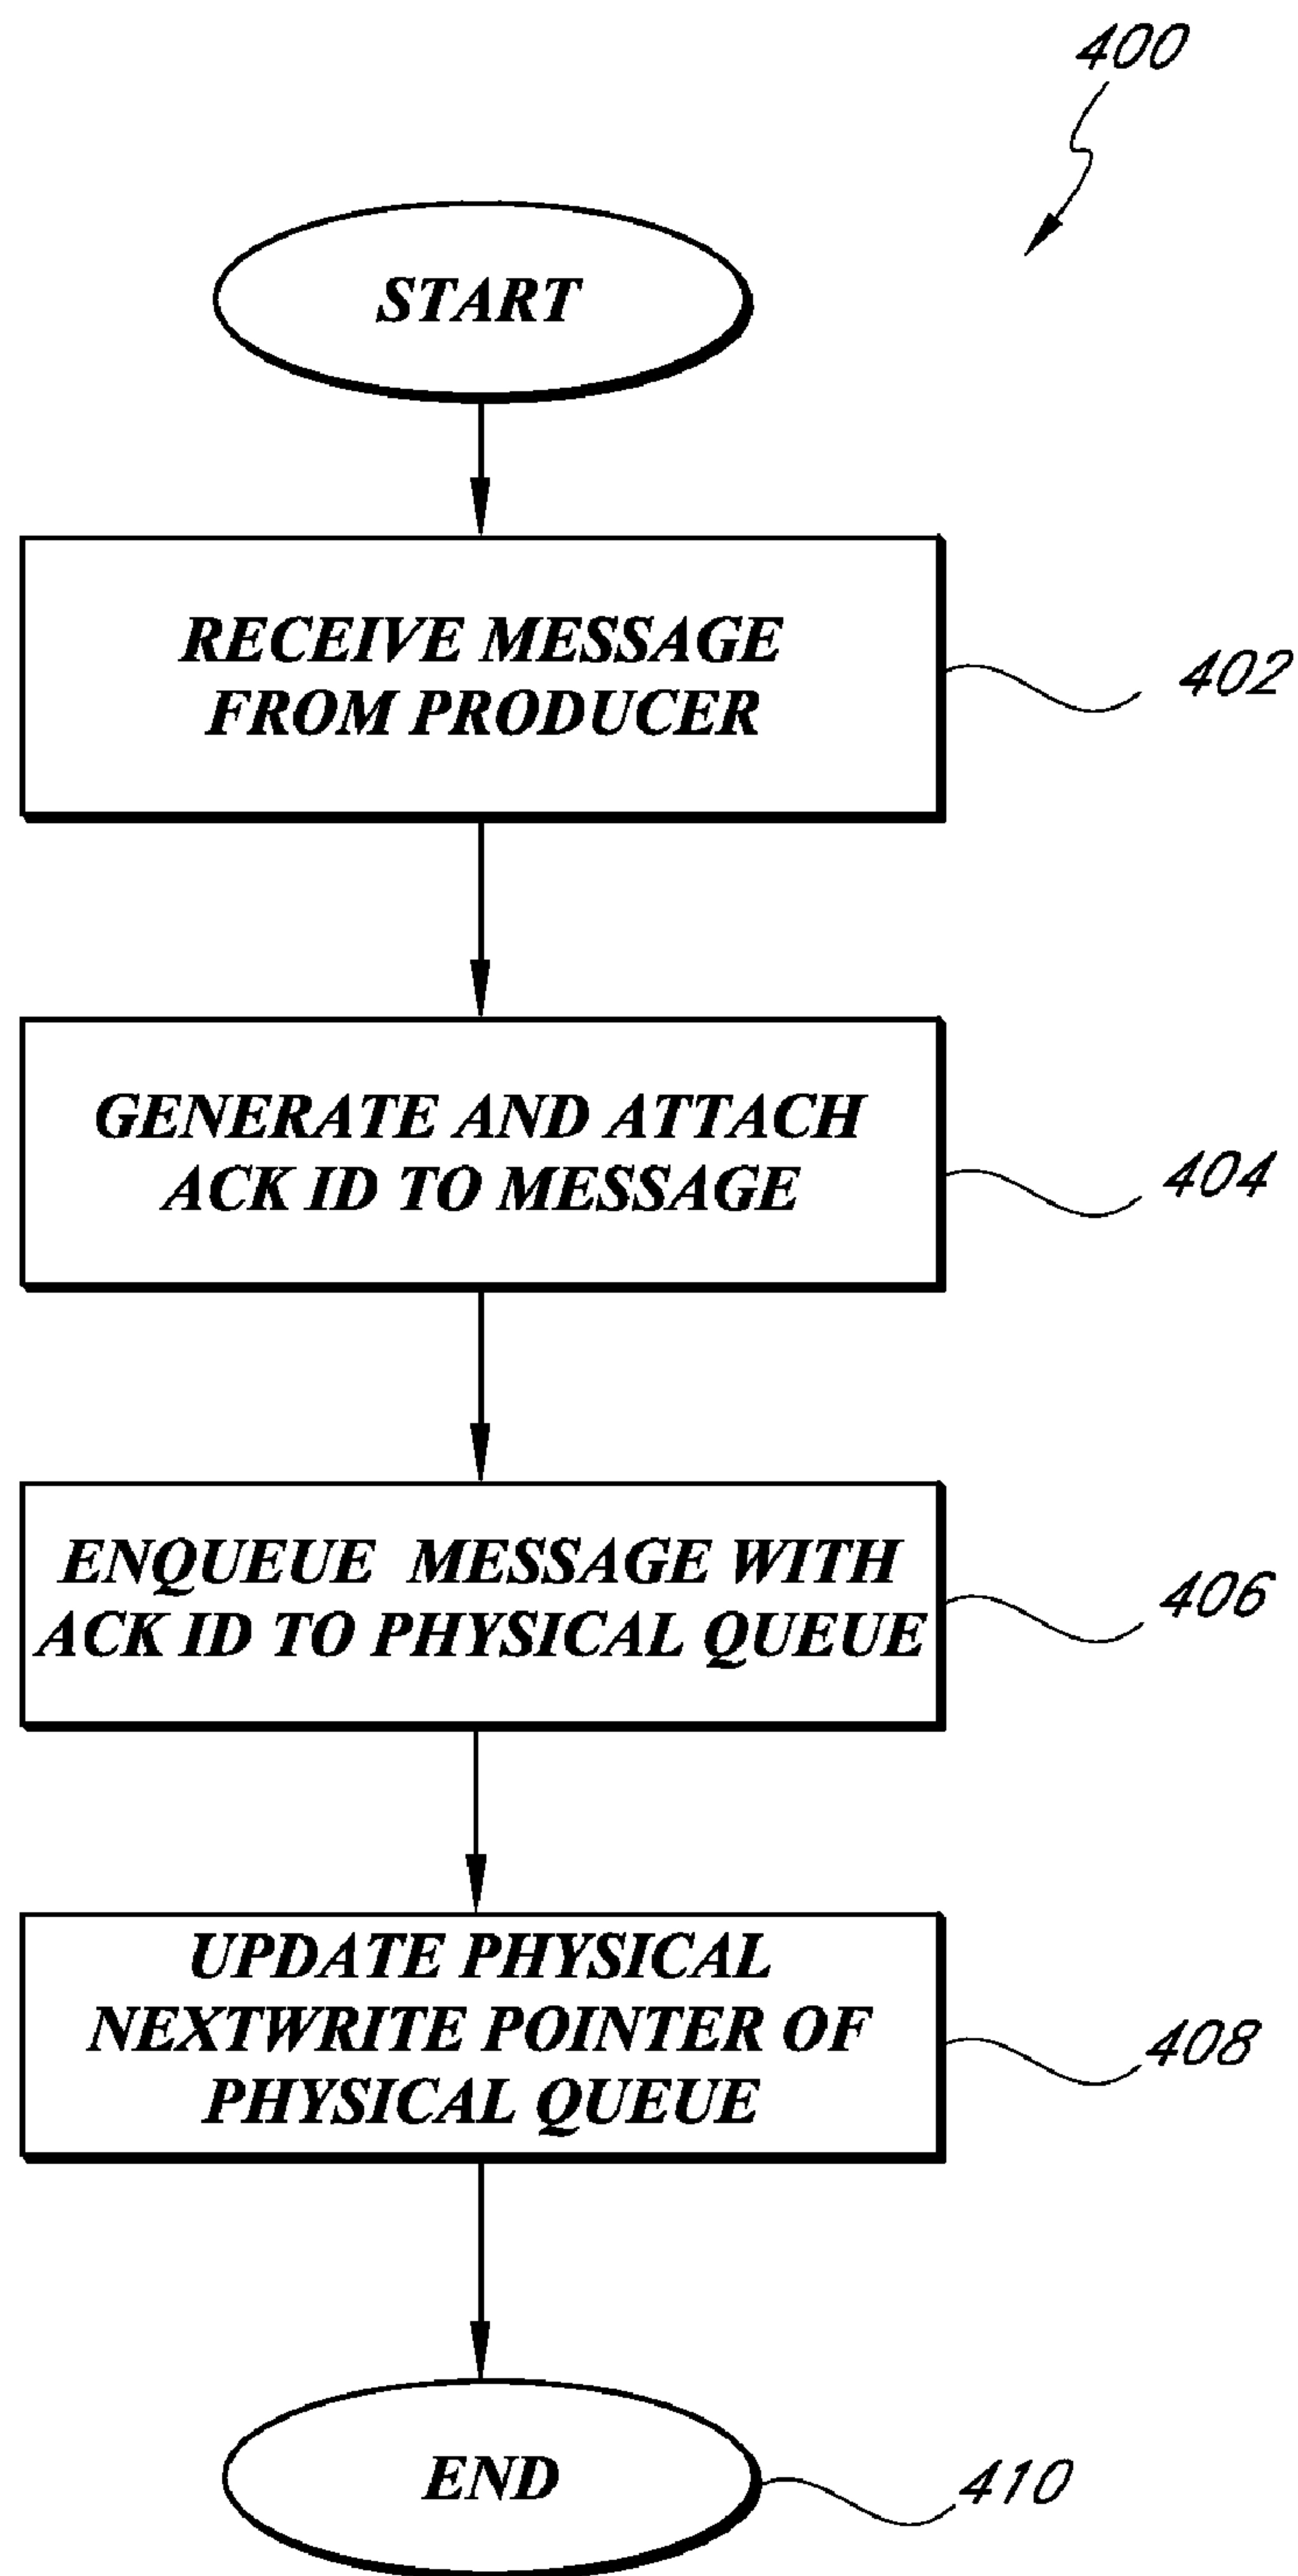 400
START
RECEIVE MESSAGE
FROM PRODUCER
402
GENERATE AND ATTACH
ACK ID TO MESSAGE
404
ENQUEUE MESSAGE WITH
ACK ID TO PHYSICAL QUEUE
406
UPDATE PHYSICAL
NEXTWRITE POINTER OF
PHYSICAL QUEUE
408
END
410